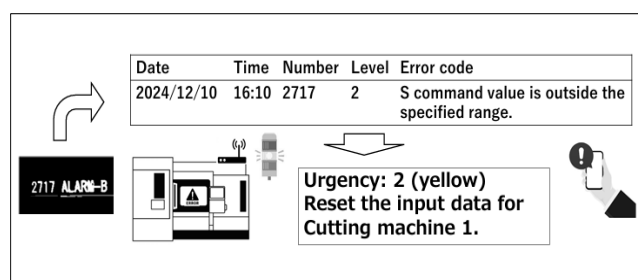 Date Time Number Level Error code
2024/12/10 16:10 2717 2 S command value is outside the
specified range.
2717 ALARM-B
ERROR
Urgency: 2 (yellow)
Reset the input data for
Cutting machine 1.